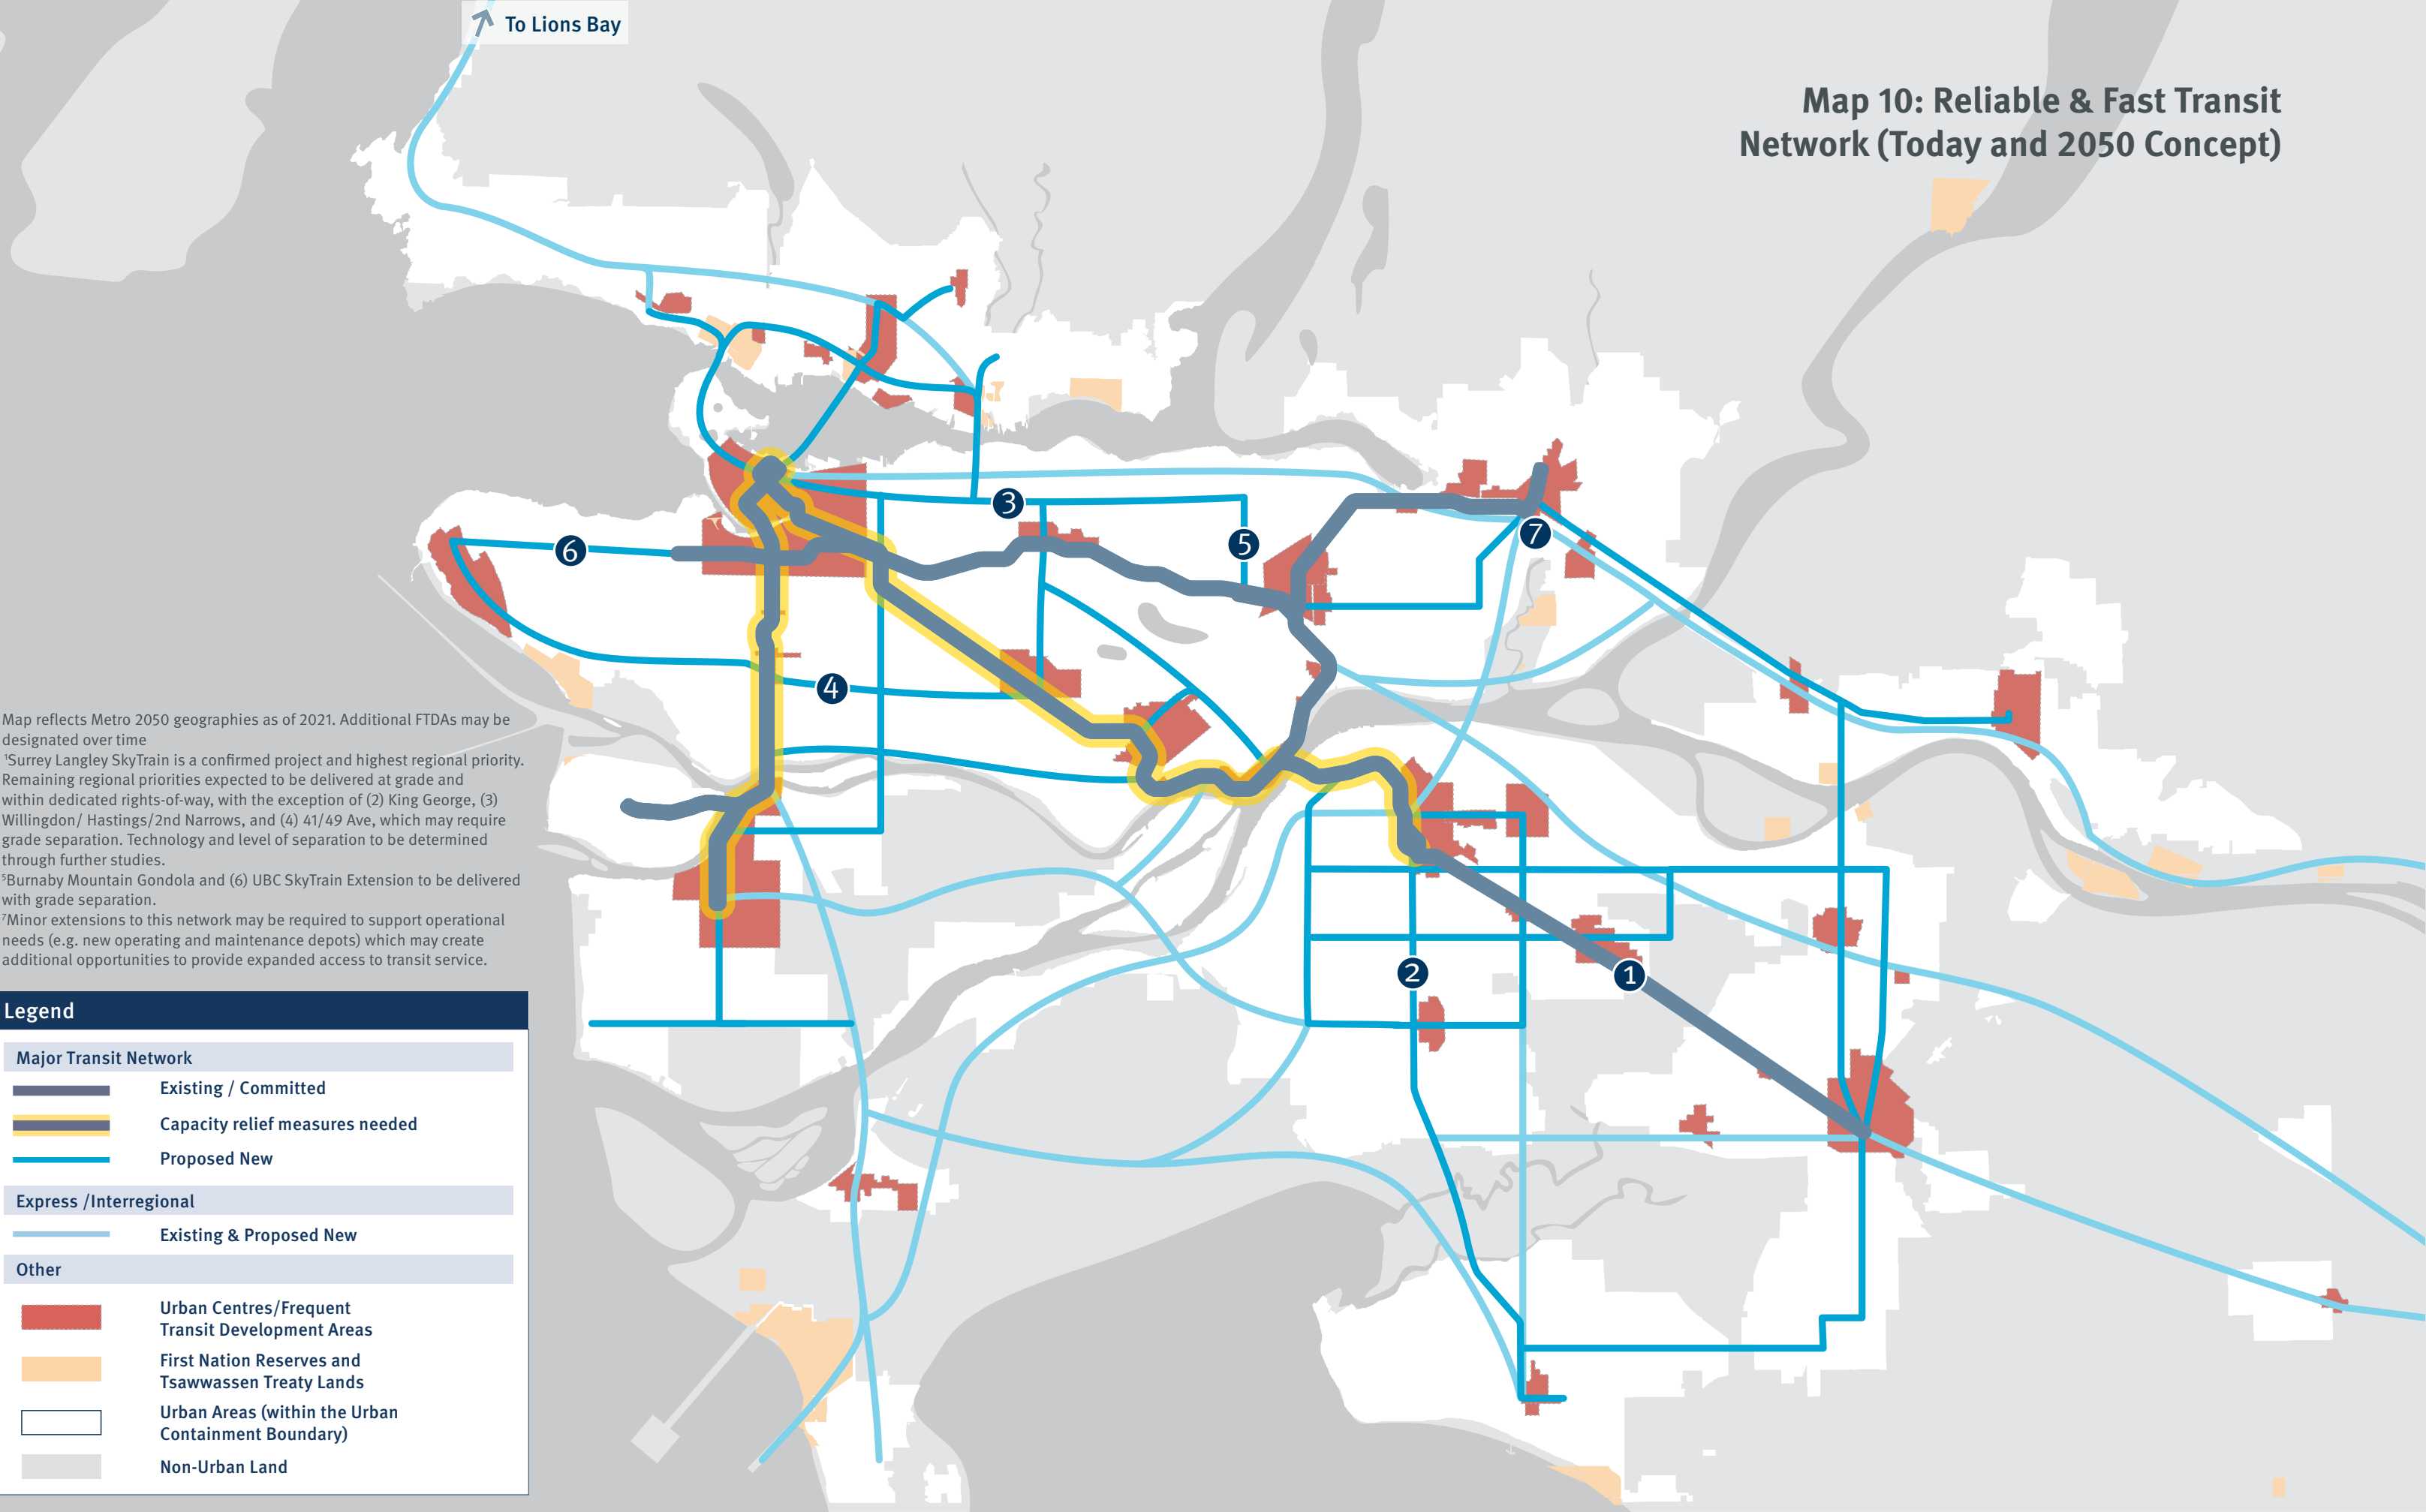 To Lions Bay
Map 10: Reliable & Fast Transit
Network (Today and 2050 Concept)
3
5
7
6
4
2
1
Map reflects Metro 2050 geographies as of 2021. Additional FTDAs may be
designated over time
¹Surrey Langley SkyTrain is a confirmed project and highest regional priority.
Remaining regional priorities expected to be delivered at grade and
within dedicated rights-of-way, with the exception of (2) King George, (3)
Willingdon/ Hastings/2nd Narrows, and (4) 41/49 Ave, which may require
grade separation. Technology and level of separation to be determined
through further studies.
⁵Burnaby Mountain Gondola and (6) UBC SkyTrain Extension to be delivered
with grade separation.
⁷Minor extensions to this network may be required to support operational
needs (e.g. new operating and maintenance depots) which may create
additional opportunities to provide expanded access to transit service.
Legend
Major Transit Network
Existing / Committed
Capacity relief measures needed
Proposed New
Express /Interregional
Existing & Proposed New
Other
Urban Centres/Frequent
Transit Development Areas
First Nation Reserves and
Tsawwassen Treaty Lands
Urban Areas (within the Urban
Containment Boundary)
Non-Urban Land